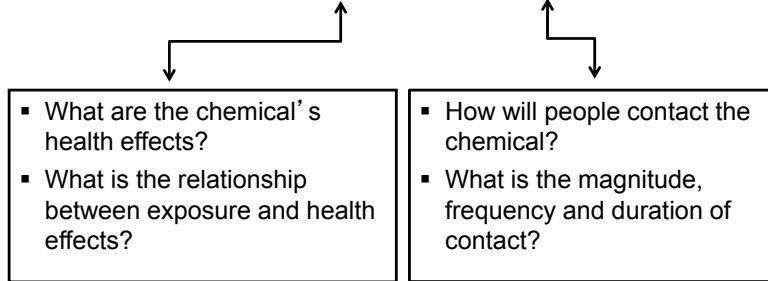 ▪ What are the chemical's
health effects?
▪ What is the relationship
between exposure and health
effects?
▪ How will people contact the
chemical?
▪ What is the magnitude,
frequency and duration of
contact?